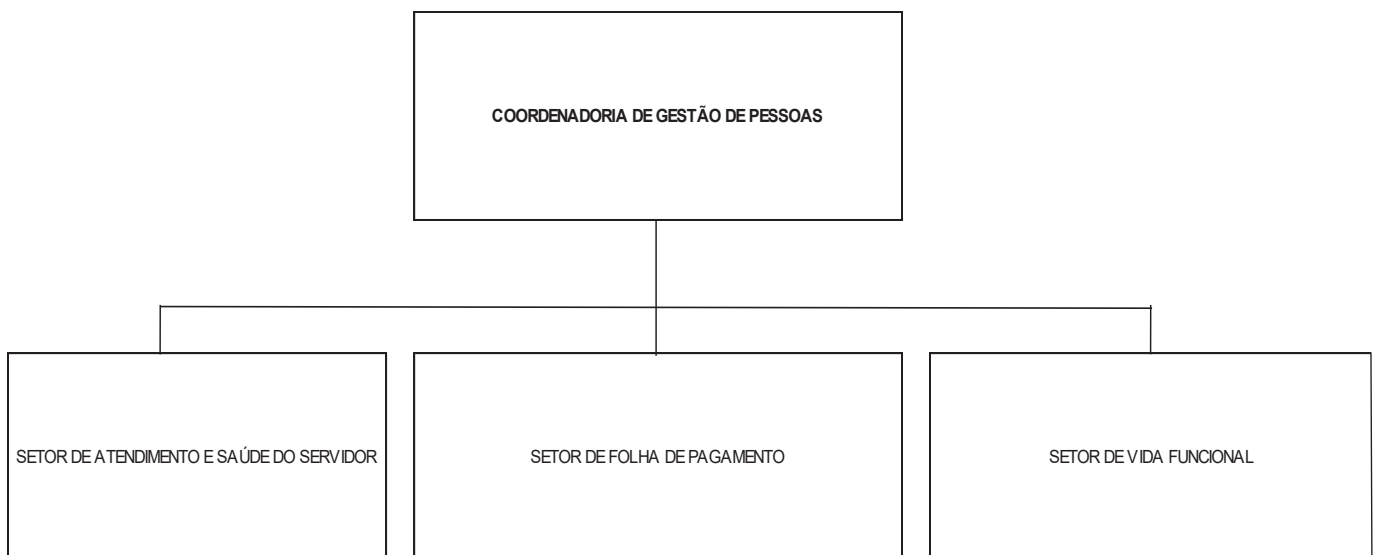 COORDENADORIA DE GESTÃO DE PESSOAS
SETOR DE ATENDIMENTO E SAÚDE DO SERVIDOR
SETOR DE FOLHA DE PAGAMENTO
SETOR DE VIDA FUNCIONAL